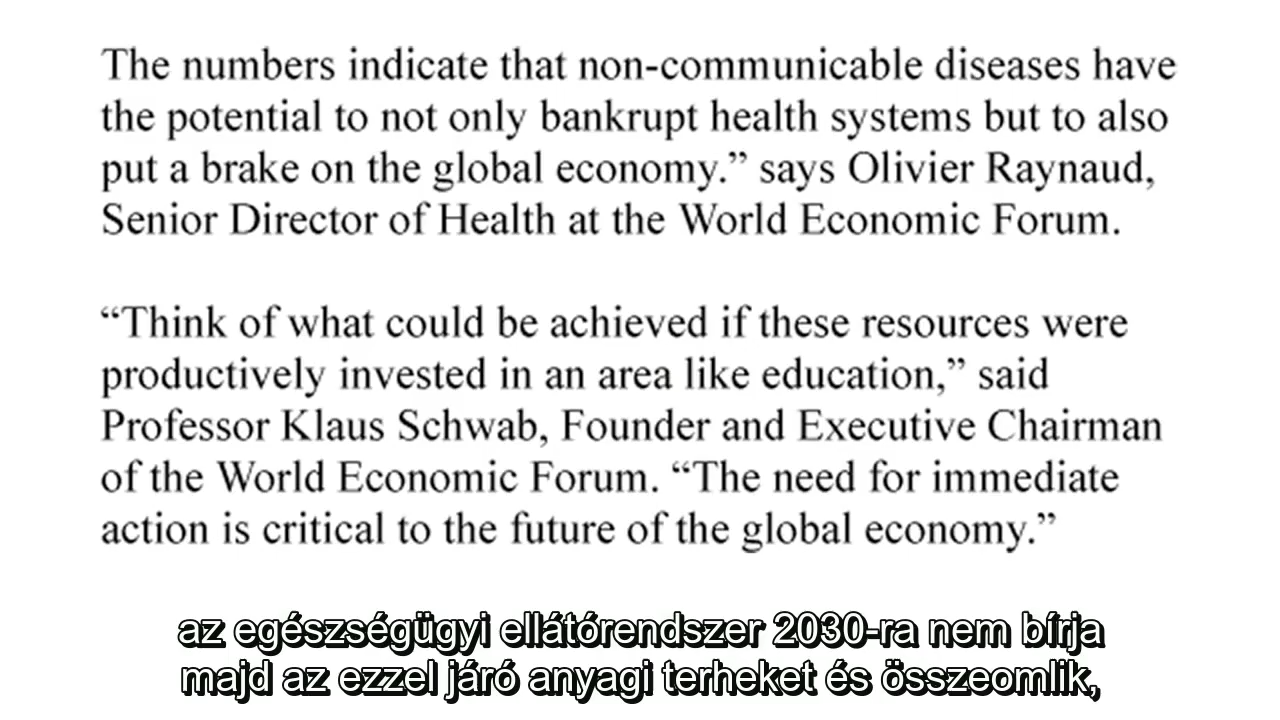 The numbers indicate that non-communicable diseases have
the potential to not only bankrupt health systems but to also
put a brake on the global economy.” says Olivier Raynaud,
Senior Director of Health at the World Economic Forum.
“Think of what could be achieved if these resources were
productively invested in an area like education,” said
Professor Klaus Schwab, Founder and Executive Chairman
of the World Economic Forum. “The need for immediate
action is critical to the future of the global economy.”
az egészségügyi ellátórendszer 2030-ra nem bírja
majd az ezzel járó anyagi terheket és összeomlik,